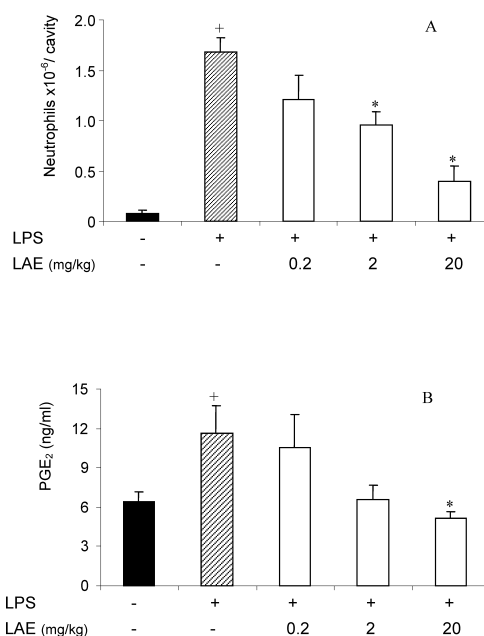 A
Neutrophils x10⁻⁶/ cavity
2.0
1.5
1.0
0.5
0
+
*
*
LPS - + + + +
LAE (mg/kg) - - 0.2 2 20
B
PGE₂ (ng/ml)
15
12
9
6
3
0
+
*
LPS - + + + +
LAE (mg/kg) - - 0.2 2 20